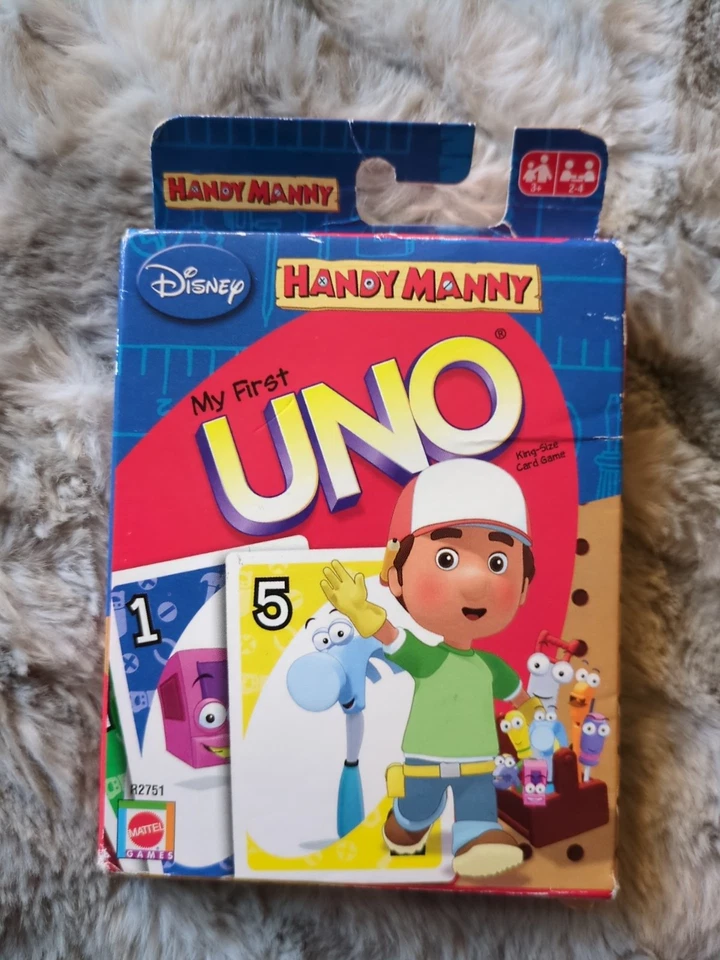 HANDY MANNY
3+
2-4
Disney
HANDY MANNY
My First
UNO®
King-Size
Card Game
1
5
R2751
MATTEL
GAMES